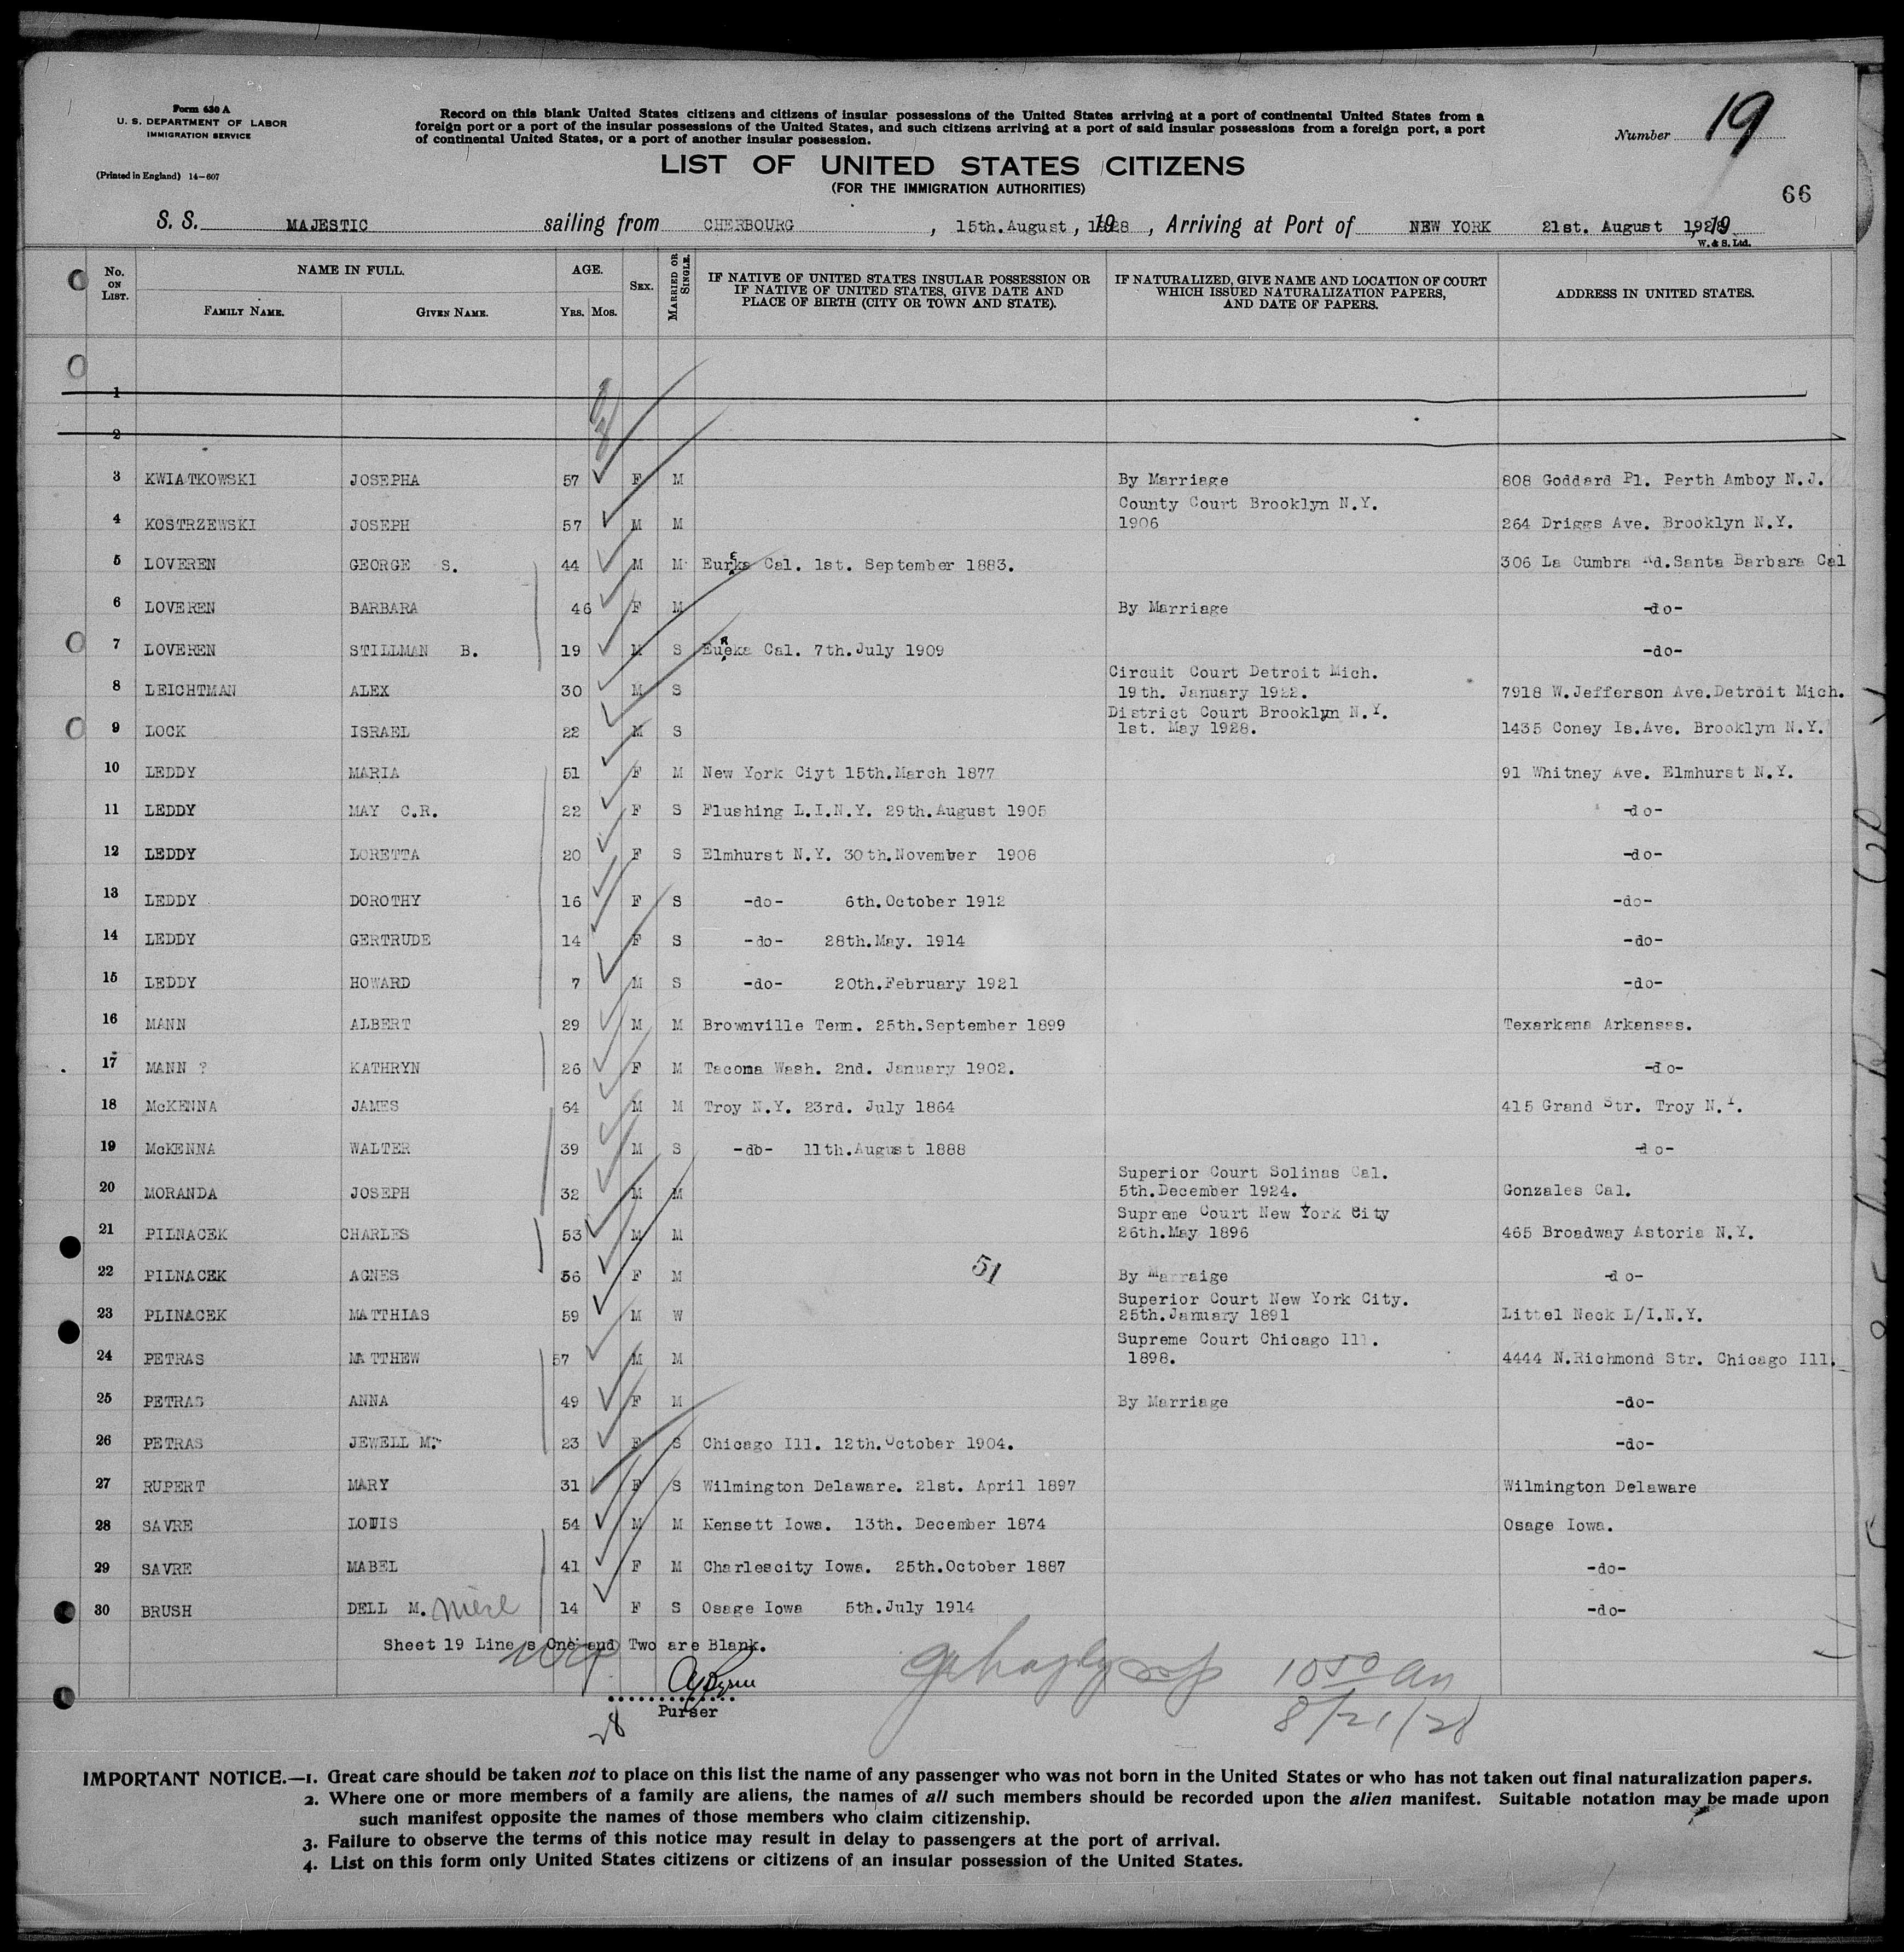 Form 630 A
U. S. DEPARTMENT OF LABOR
IMMIGRATION SERVICE
(Printed in England) 14-607
Record on this blank United States citizens and citizens of insular possessions of the United States arriving at a port of continental United States from a
foreign port or a port of the insular possessions of the United States, and such citizens arriving at a port of said insular possessions from a foreign port, a port
of continental United States, or a port of another insular possession.
Number 19
LIST OF UNITED STATES CITIZENS
(FOR THE IMMIGRATION AUTHORITIES)
66
S. S. MAJESTIC sailing from CHERBOURG , 15th.August, 1928 , Arriving at Port of NEW YORK 21st. August 1928
W. & S. Ltd.
No. ON LIST. NAME IN FULL. AGE. SEX. MARRIED OR SINGLE. IF NATIVE OF UNITED STATES INSULAR POSSESSION OR IF NATIVE OF UNITED STATES, GIVE DATE AND PLACE OF BIRTH (CITY OR TOWN AND STATE). IF NATURALIZED, GIVE NAME AND LOCATION OF COURT WHICH ISSUED NATURALIZATION PAPERS, AND DATE OF PAPERS. ADDRESS IN UNITED STATES.
FAMILY NAME. GIVEN NAME. YRS. MOS.
1
2
3 KWIATKOWSKI JOSEPHA 57 F M By Marriage 808 Goddard Pl. Perth Amboy N.J.
County Court Brooklyn N.Y.
4 KOSTRZEWSKI JOSEPH 57 M M 1906 264 Driggs Ave. Brooklyn N.Y.
5 LOVEREN GEORGE S. 44 M M Eureka Cal. 1st. September 1883. 306 La Cumbra Rd.Santa Barbara Cal
6 LOVEREN BARBARA 46 F M By Marriage -do-
7 LOVEREN STILLMAN B. 19 M S Eureka Cal. 7th.July 1909 -do-
Circuit Court Detroit Mich.
8 LEICHTMAN ALEX 30 M S 19th. January 1922. 7918 W.Jefferson Ave.Detroit Mich.
District Court Brooklyn N.Y.
9 LOCK ISRAEL 22 M S 1st. May 1928. 1435 Coney Is.Ave. Brooklyn N.Y.
10 LEDDY MARIA 51 F M New York Ciyt 15th.March 1877 91 Whitney Ave. Elmhurst N.Y.
11 LEDDY MAY C.R. 22 F S Flushing L.I.N.Y. 29th.August 1905 -do-
12 LEDDY LORETTA 20 F S Elmhurst N.Y. 30th.November 1908 -do-
13 LEDDY DOROTHY 16 F S -do- 6th.October 1912 -do-
14 LEDDY GERTRUDE 14 F S -do- 28th.May. 1914 -do-
15 LEDDY HOWARD 7 M S -do- 20th.February 1921 -do-
16 MANN ALBERT 29 M M Brownville Tenn. 25th.September 1899 Texarkana Arkansas.
17 MANN ? KATHRYN 26 F M Tacoma Wash. 2nd. January 1902. -do-
18 McKENNA JAMES 64 M M Troy N.Y. 23rd. July 1864 415 Grand Str. Troy N.Y.
19 McKENNA WALTER 39 M S -db- 11th.August 1888 -do-
Superior Court Solinas Cal.
20 MORANDA JOSEPH 32 M M 5th.December 1924. Gonzales Cal.
Supreme Court New York City
21 PILNACEK CHARLES 53 M M 26th.May 1896 465 Broadway Astoria N.Y.
22 PILNACEK AGNES 56 F M 51 By Marraige -do-
Superior Court New York City.
23 PLINACEK MATTHIAS 59 M W 25th.January 1891 Littel Neck L/I.N.Y.
Supreme Court Chicago Ill.
24 PETRAS MATTHEW 57 M M 1898. 4444 N.Richmond Str. Chicago Ill.
25 PETRAS ANNA 49 F M By Marriage -do-
26 PETRAS JEWELL M. 23 F S Chicago Ill. 12th.October 1904. -do-
27 RUPERT MARY 31 F S Wilmington Delaware. 21st. April 1897 Wilmington Delaware
28 SAVRE LOUIS 54 M M Kensett Iowa. 13th. December 1874 Osage Iowa.
29 SAVRE MABEL 41 F M Charlescity Iowa. 25th.October 1887 -do-
30 BRUSH DELL M. 14 F S Osage Iowa 5th.July 1914 -do-
Sheet 19 Line s One and Two are Blank.
10 50 am
8/21/28
Purser
28
IMPORTANT NOTICE.—1. Great care should be taken not to place on this list the name of any passenger who was not born in the United States or who has not taken out final naturalization papers.
2. Where one or more members of a family are aliens, the names of all such members should be recorded upon the alien manifest. Suitable notation may be made upon
such manifest opposite the names of those members who claim citizenship.
3. Failure to observe the terms of this notice may result in delay to passengers at the port of arrival.
4. List on this form only United States citizens or citizens of an insular possession of the United States.